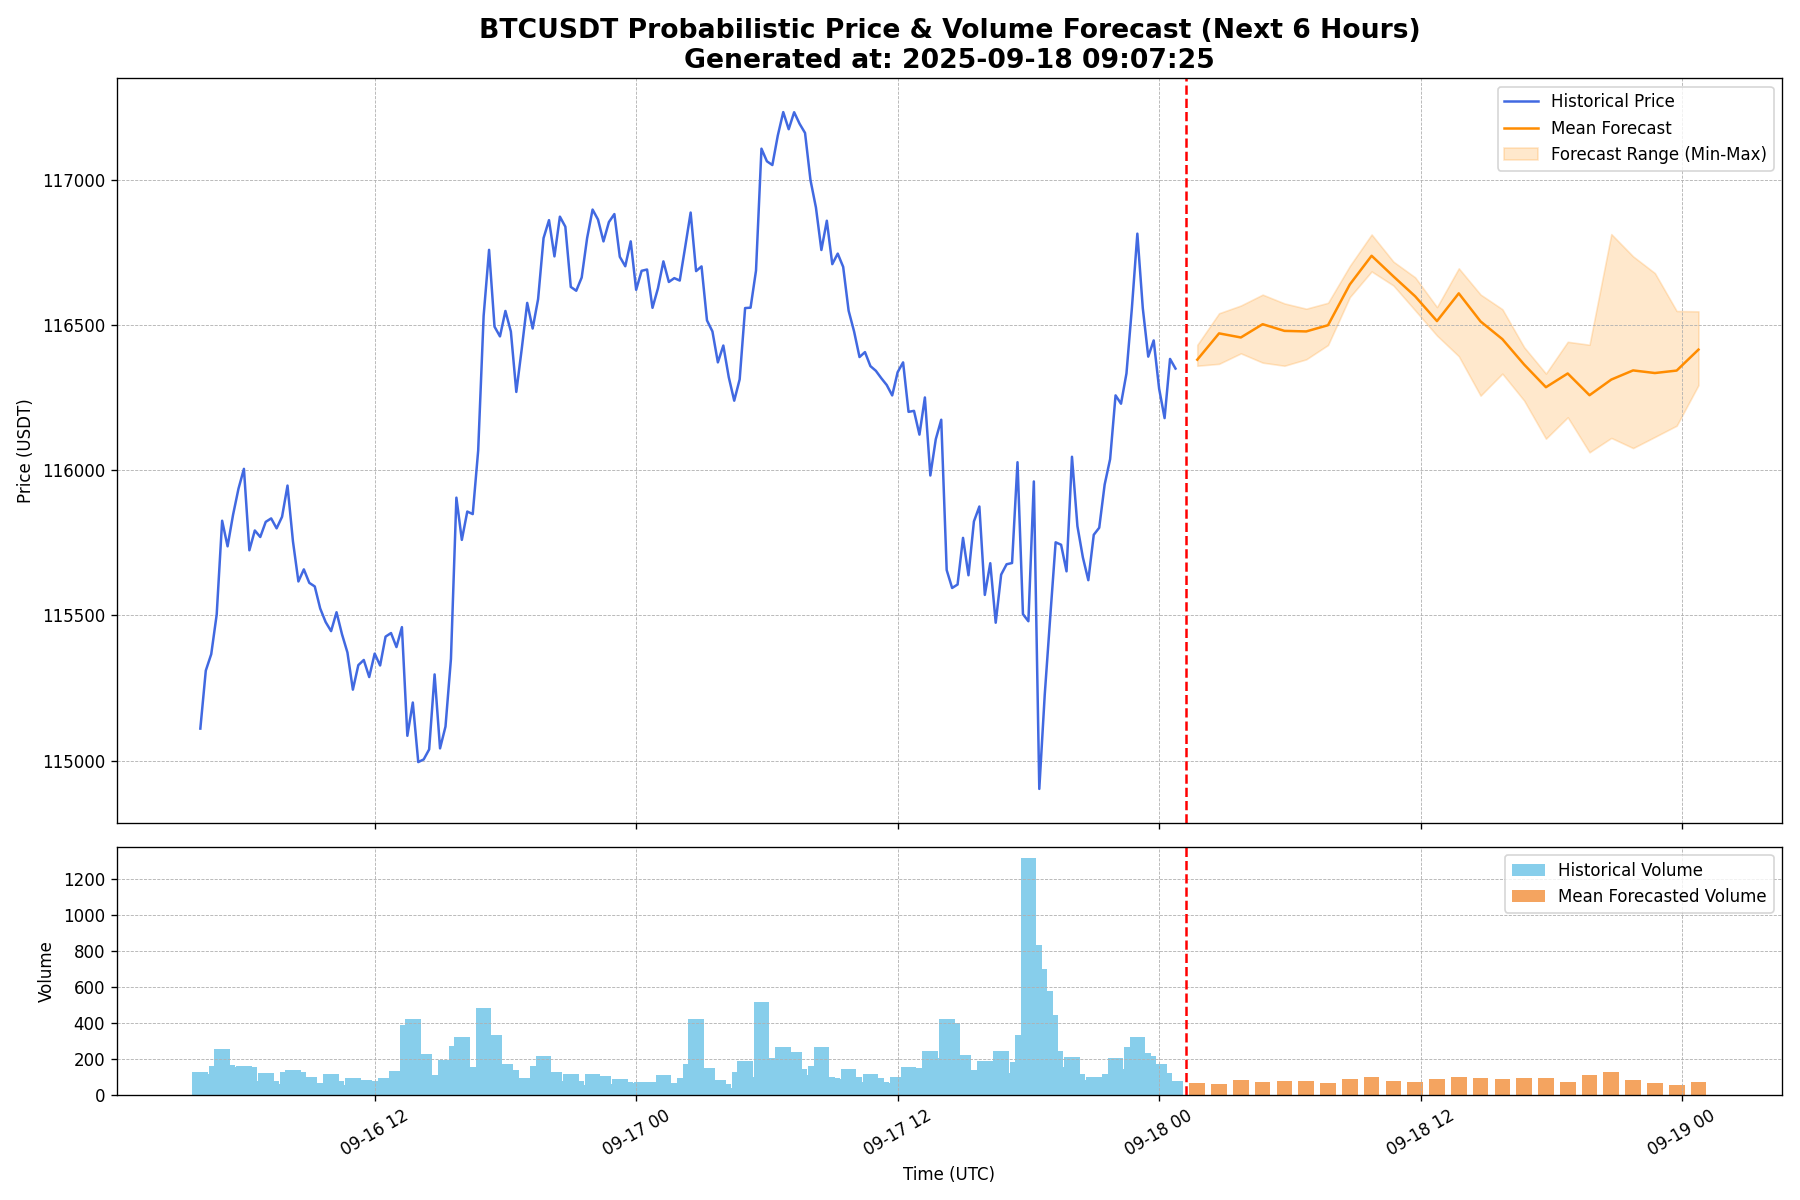 BTCUSDT Probabilistic Price & Volume Forecast (Next 6 Hours)
Generated at: 2025-09-18 09:07:25
Historical Price
Mean Forecast
Forecast Range (Min-Max)
Price (USDT)
117000
116500
116000
115500
115000
Historical Volume
Mean Forecasted Volume
Volume
1200
1000
800
600
400
200
0
09-16 12
09-17 00
09-17 12
09-18 00
09-18 12
09-19 00
Time (UTC)